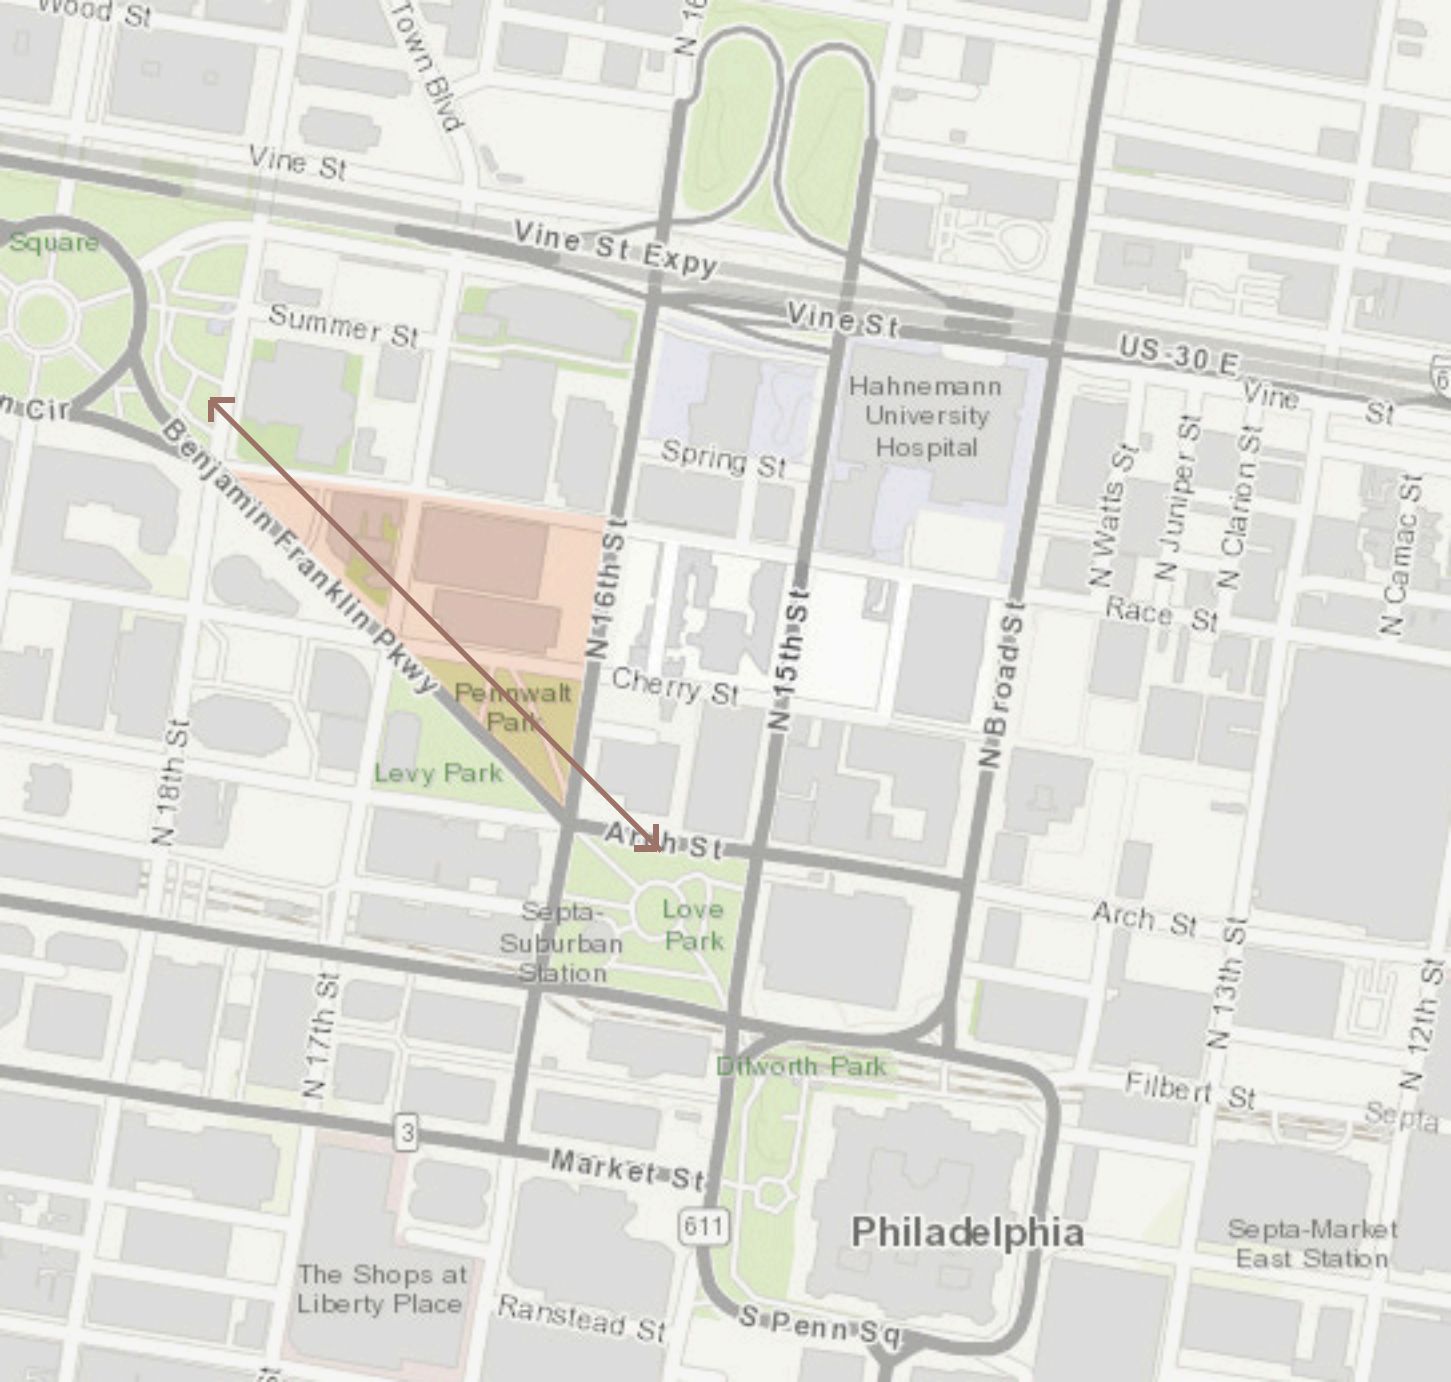 Wood St
Town Blvd
N 16
Vine St
Square
Vine St Expy
Summer St
Vine St
US-30 E
Vine St
n Cir
Hahnemann
University
Hospital
Benjamin Franklin Pkwy
Spring St
N Watts St
N Juniper St
N Clarion St
N Camac St
N 16th St
N 15th St
N Broad St
Race St
Cherry St
Pennwalt
Park
Levy Park
N 18th St
Arch St
Love
Park
Septa-
Suburban
Station
Arch St
N 17th St
N 13th St
N 12th St
Dilworth Park
Filbert St
Septa
3
Market St
611
Philadelphia
Septa-Market
East Station
The Shops at
Liberty Place
Ranstead St
S Penn Sq